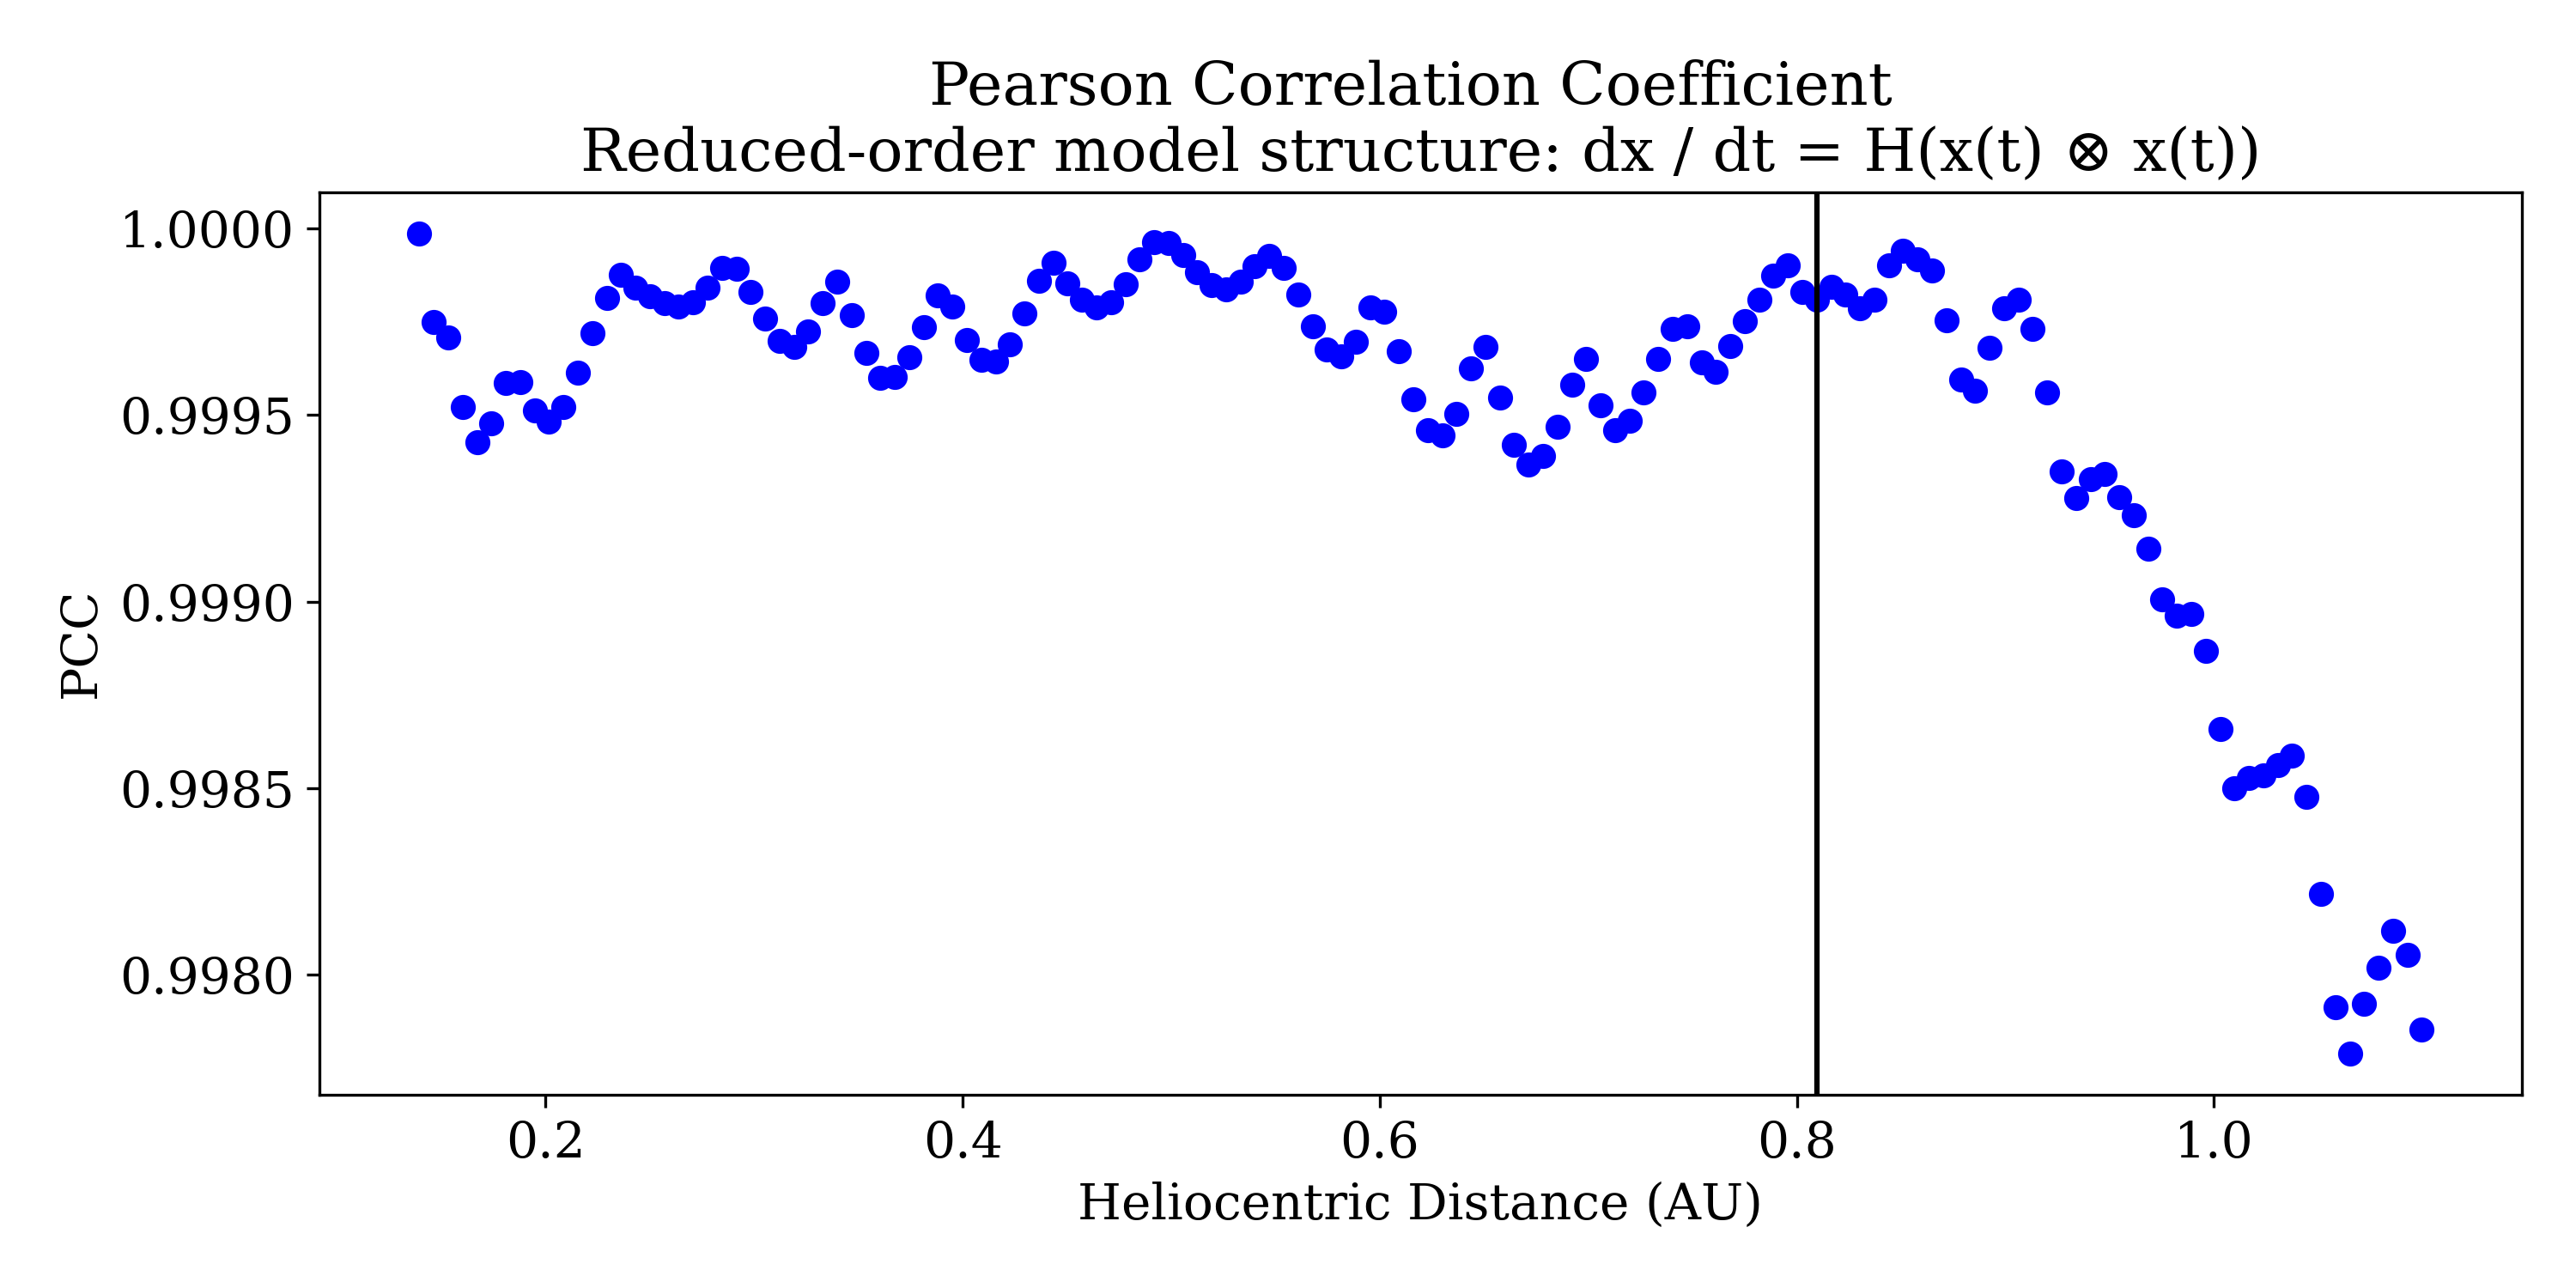 Pearson Correlation Coefficient
Reduced-order model structure: dx / dt = H(x(t) ⊗ x(t))
1.0000
0.9995
0.9990
0.9985
0.9980
PCC
0.2 0.4 0.6 0.8 1.0
Heliocentric Distance (AU)